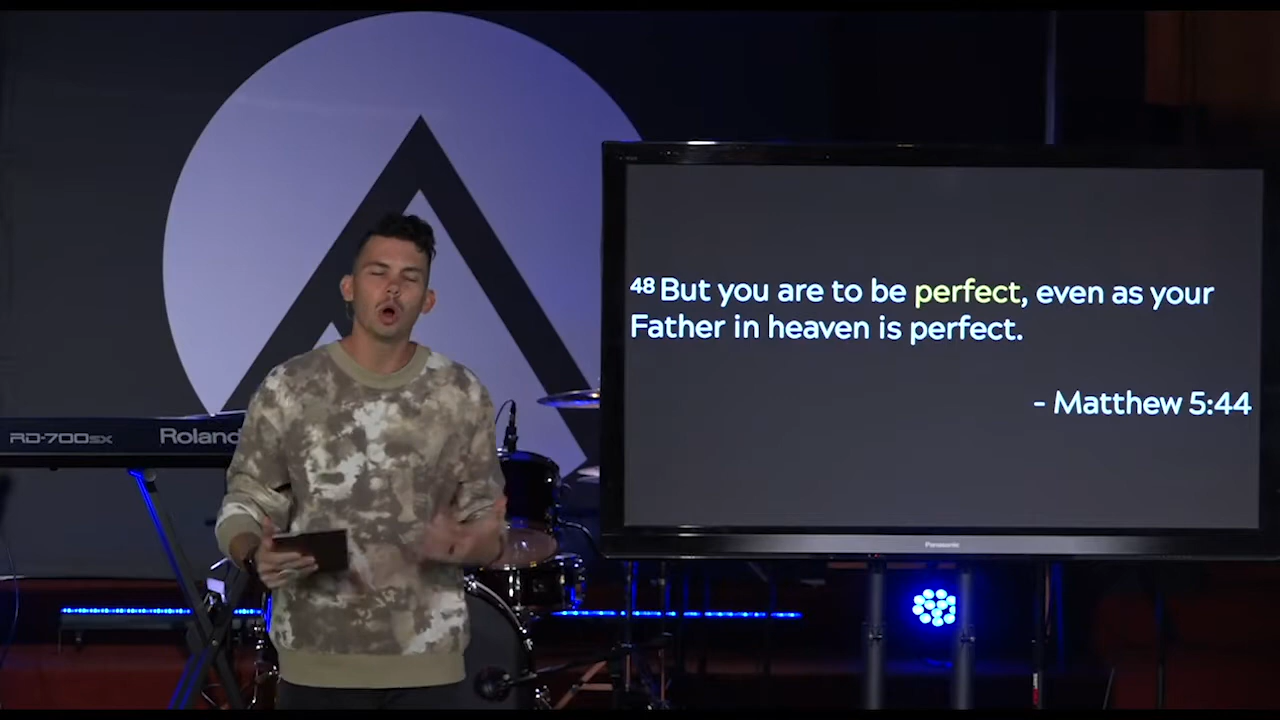 48 But you are to be perfect, even as your
Father in heaven is perfect.
- Matthew 5:44
RD-700SX Roland
Panasonic